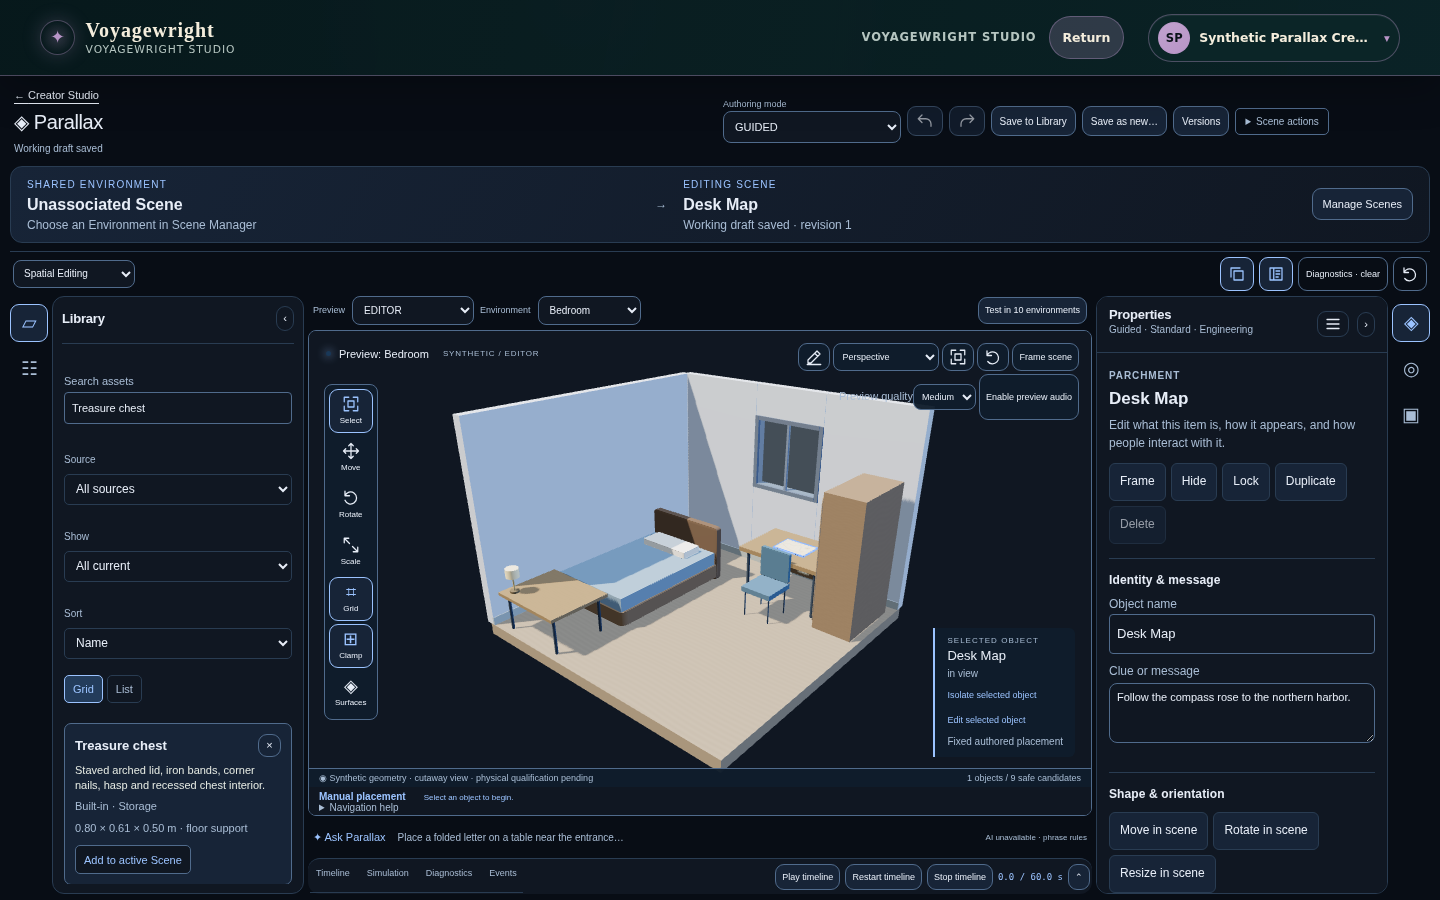 Voyagewright
VOYAGEWRIGHT STUDIO
VOYAGEWRIGHT STUDIO
Return
SP
Synthetic Parallax Cre...
← Creator Studio
Parallax
Working draft saved
Authoring mode
GUIDED
Save to Library
Save as new…
Versions
Scene actions
SHARED ENVIRONMENT
Unassociated Scene
Choose an Environment in Scene Manager
→
EDITING SCENE
Desk Map
Working draft saved · revision 1
Manage Scenes
Spatial Editing
Diagnostics · clear
Library
Search assets
Treasure chest
Source
All sources
Show
All current
Sort
Name
Grid
List
Treasure chest
×
Staved arched lid, iron bands, corner
nails, hasp and recessed chest interior.
Built-in · Storage
0.80 × 0.61 × 0.50 m · floor support
Add to active Scene
Preview
EDITOR
Environment
Bedroom
Test in 10 environments
Preview: Bedroom
SYNTHETIC / EDITOR
Perspective
Frame scene
Preview quality
Medium
Enable preview audio
Select
Move
Rotate
Scale
Grid
Clamp
Surfaces
SELECTED OBJECT
Desk Map
in view
Isolate selected object
Edit selected object
Fixed authored placement
Synthetic geometry · cutaway view · physical qualification pending
1 objects / 9 safe candidates
Manual placement
Select an object to begin.
Navigation help
Ask Parallax
Place a folded letter on a table near the entrance…
AI unavailable · phrase rules
Timeline
Simulation
Diagnostics
Events
Play timeline
Restart timeline
Stop timeline
0.0 / 60.0 s
Properties
Guided · Standard · Engineering
PARCHMENT
Desk Map
Edit what this item is, how it appears, and how
people interact with it.
Frame
Hide
Lock
Duplicate
Delete
Identity & message
Object name
Desk Map
Clue or message
Follow the compass rose to the northern harbor.
Shape & orientation
Move in scene
Rotate in scene
Resize in scene